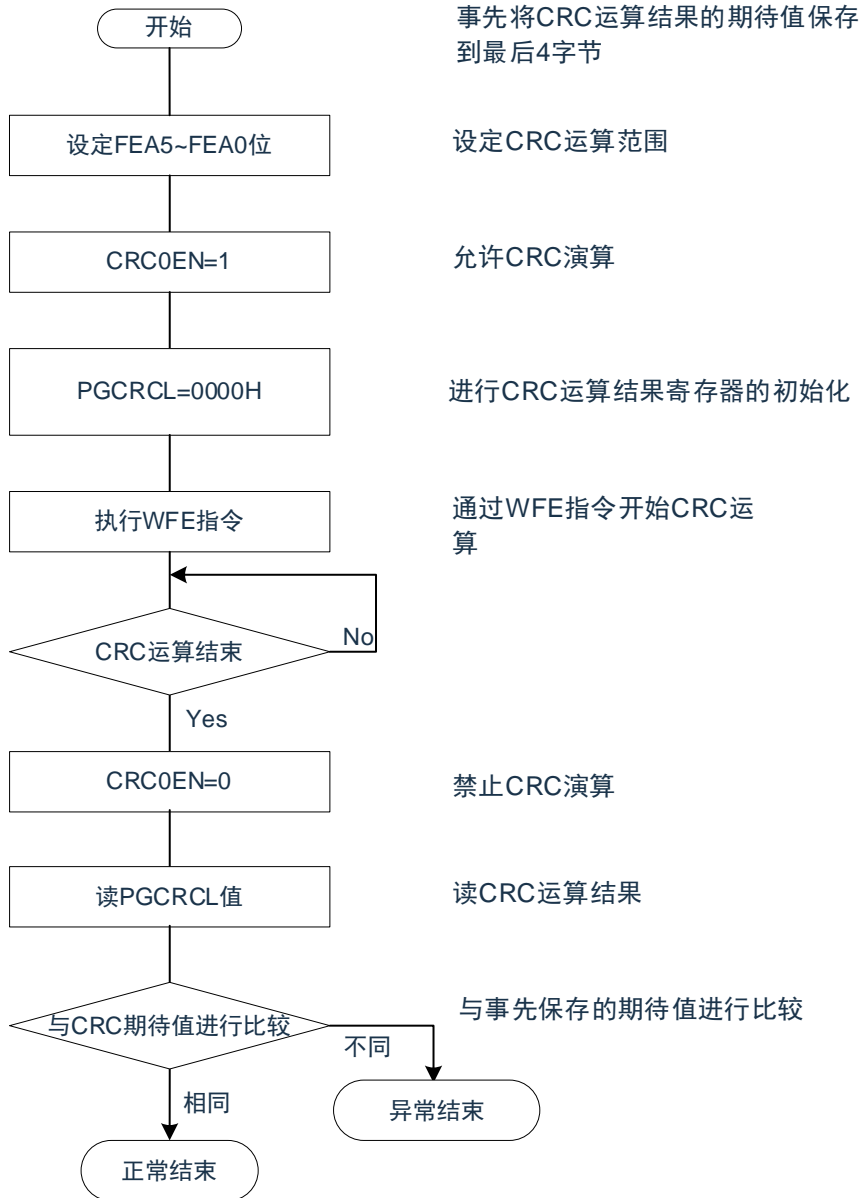 开始
事先将CRC运算结果的期待值保存
到最后4字节
设定FEA5~FEA0位
设定CRC运算范围
CRC0EN=1
允许CRC演算
PGCRCL=0000H
进行CRC运算结果寄存器的初始化
执行WFE指令
通过WFE指令开始CRC运
算
No
CRC运算结束
Yes
CRC0EN=0
禁止CRC演算
读PGCRCL值
读CRC运算结果
与CRC期待值进行比较
与事先保存的期待值进行比较
不同
相同
异常结束
正常结束